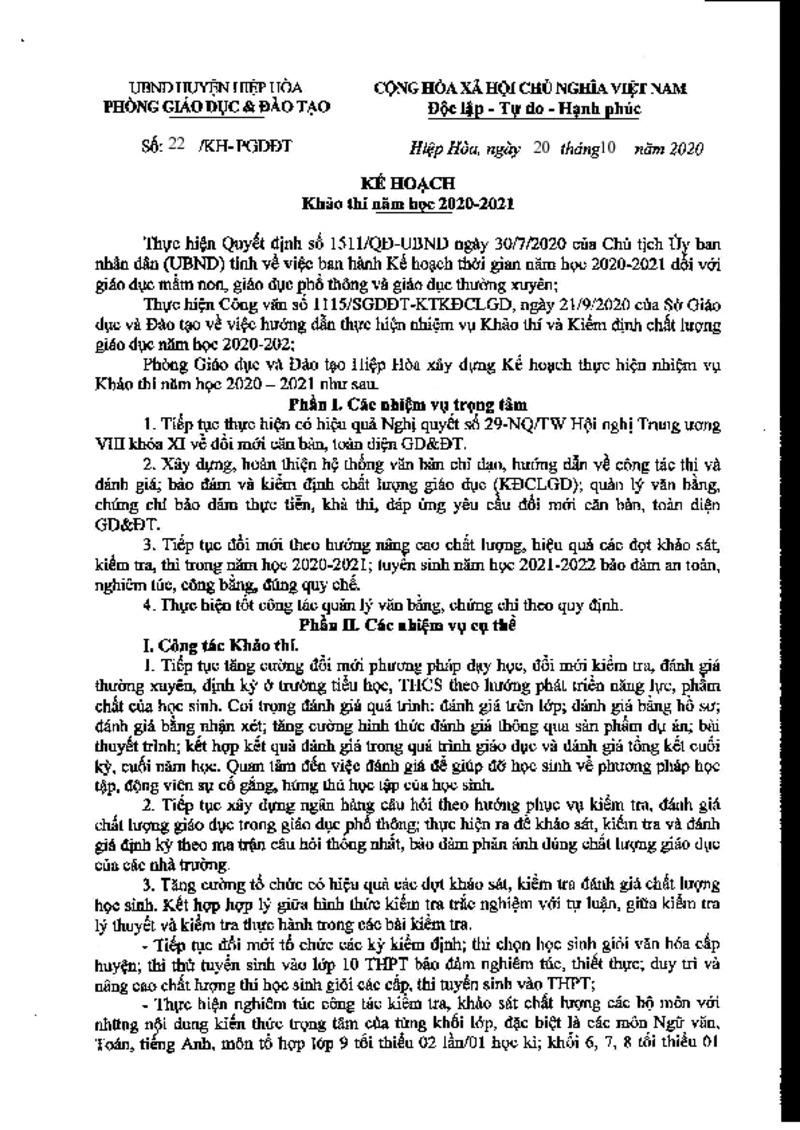 UBND HUYỆN HIỆP HÒA
PHÒNG GIÁO DỤC & ĐÀO TẠO
CỘNG HÒA XÃ HỘI CHỦ NGHĨA VIỆT NAM
Độc lập - Tự do - Hạnh phúc
Số: 22 /KH-PGDĐT
Hiệp Hòa, ngày 20 tháng10 năm 2020
KẾ HOẠCH
Khảo thí năm học 2020-2021
Thực hiện Quyết định số 1511/QĐ-UBND ngày 30/7/2020 của Chủ tịch Ủy ban
nhân dân (UBND) tỉnh về việc ban hành Kế hoạch thời gian năm học 2020-2021 đối với
giáo dục mầm non, giáo dục phổ thông và giáo dục thường xuyên;
Thực hiện Công văn số 1115/SGDĐT-KTKĐCLGD, ngày 21/9/2020 của Sở Giáo
dục và Đào tạo về việc hướng dẫn thực hiện nhiệm vụ Khảo thí và Kiểm định chất lượng
giáo dục năm học 2020-202;
Phòng Giáo dục và Đào tạo Hiệp Hòa xây dựng Kế hoạch thực hiện nhiệm vụ
Khảo thí năm học 2020 – 2021 như sau.
Phần I. Các nhiệm vụ trọng tâm
1. Tiếp tục thực hiện có hiệu quả Nghị quyết số 29-NQ/TW Hội nghị Trung ương
VIII khóa XI về đổi mới căn bản, toàn diện GD&ĐT.
2. Xây dựng, hoàn thiện hệ thống văn bản chỉ đạo, hướng dẫn về công tác thi và
đánh giá; bảo đảm và kiểm định chất lượng giáo dục (KĐCLGD); quản lý văn bằng,
chứng chỉ bảo đảm thực tiễn, khả thi, đáp ứng yêu cầu đổi mới căn bản, toàn diện
GD&ĐT.
3. Tiếp tục đổi mới theo hướng nâng cao chất lượng, hiệu quả các đợt khảo sát,
kiểm tra, thi trong năm học 2020-2021; tuyển sinh năm học 2021-2022 bảo đảm an toàn,
nghiêm túc, công bằng, đúng quy chế.
4. Thực hiện tốt công tác quản lý văn bằng, chứng chỉ theo quy định.
Phần II. Các nhiệm vụ cụ thể
I. Công tác Khảo thí.
1. Tiếp tục tăng cường đổi mới phương pháp dạy học, đổi mới kiểm tra, đánh giá
thường xuyên, định kỳ ở trường tiểu học, THCS theo hướng phát triển năng lực, phẩm
chất của học sinh. Coi trọng đánh giá quá trình: đánh giá trên lớp; đánh giá bằng hồ sơ;
đánh giá bằng nhận xét; tăng cường hình thức đánh giá thông qua sản phẩm dự án; bài
thuyết trình; kết hợp kết quả đánh giá trong quá trình giáo dục và đánh giá tổng kết cuối
kỳ, cuối năm học. Quan tâm đến việc đánh giá để giúp đỡ học sinh về phương pháp học
tập, động viên sự cố gắng, hứng thú học tập của học sinh.
2. Tiếp tục xây dựng ngân hàng câu hỏi theo hướng phục vụ kiểm tra, đánh giá
chất lượng giáo dục trong giáo dục phổ thông; thực hiện ra đề khảo sát, kiểm tra và đánh
giá định kỳ theo ma trận câu hỏi thống nhất, bảo đảm phản ánh đúng chất lượng giáo dục
của các nhà trường.
3. Tăng cường tổ chức có hiệu quả các đợt khảo sát, kiểm tra đánh giá chất lượng
học sinh. Kết hợp hợp lý giữa hình thức kiểm tra trắc nghiệm với tự luận, giữa kiểm tra
lý thuyết và kiểm tra thực hành trong các bài kiểm tra.
- Tiếp tục đổi mới tổ chức các kỳ kiểm định; thi chọn học sinh giỏi văn hóa cấp
huyện; thi thử tuyển sinh vào lớp 10 THPT bảo đảm nghiêm túc, thiết thực; duy trì và
nâng cao chất lượng thi học sinh giỏi các cấp, thi tuyển sinh vào THPT;
- Thực hiện nghiêm túc công tác kiểm tra, khảo sát chất lượng các bộ môn với
những nội dung kiến thức trọng tâm của từng khối lớp, đặc biệt là các môn Ngữ văn,
Toán, tiếng Anh, môn tổ hợp lớp 9 tối thiểu 02 lần/01 học kì; khối 6, 7, 8 tối thiểu 01